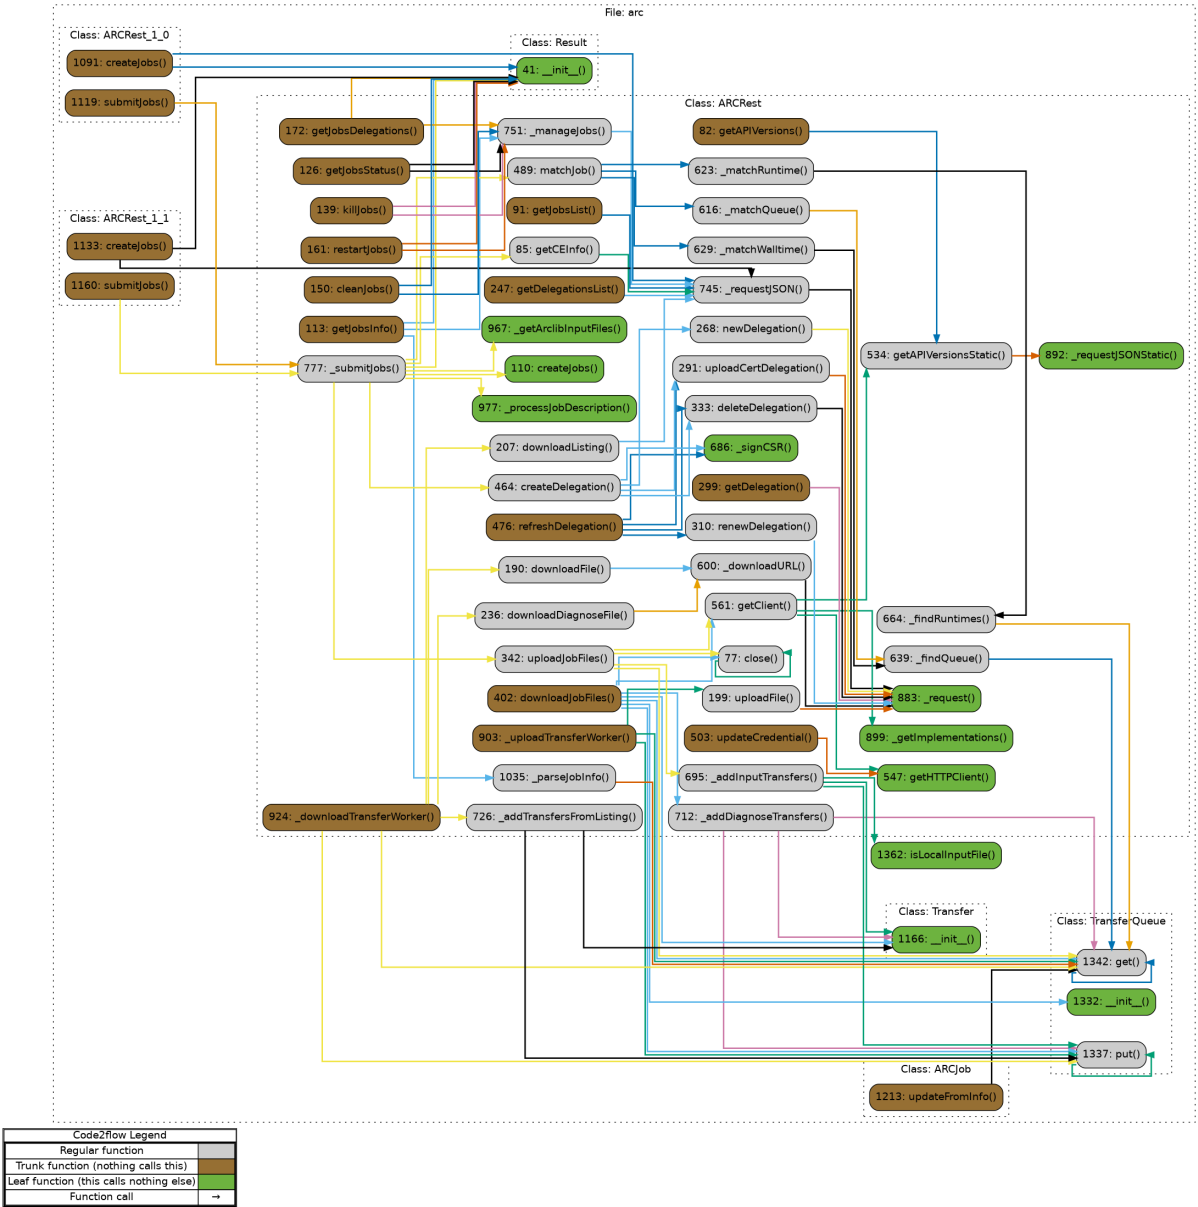 File: arc
Class: ARCRest_1_0
1091: createJobs()
1119: submitJobs()
Class: Result
41: __init__()
Class: ARCRest
172: getJobsDelegations()
751: _manageJobs()
82: getAPIVersions()
126: getJobsStatus()
489: matchJob()
623: _matchRuntime()
139: killJobs()
91: getJobsList()
616: _matchQueue()
Class: ARCRest_1_1
1133: createJobs()
1160: submitJobs()
161: restartJobs()
85: getCEInfo()
629: _matchWalltime()
150: cleanJobs()
247: getDelegationsList()
745: _requestJSON()
113: getJobsInfo()
967: _getArclibInputFiles()
268: newDelegation()
534: getAPIVersionsStatic()
892: _requestJSONStatic()
777: _submitJobs()
110: createJobs()
291: uploadCertDelegation()
977: _processJobDescription()
333: deleteDelegation()
207: downloadListing()
686: _signCSR()
464: createDelegation()
299: getDelegation()
476: refreshDelegation()
310: renewDelegation()
190: downloadFile()
600: _downloadURL()
236: downloadDiagnoseFile()
561: getClient()
664: _findRuntimes()
342: uploadJobFiles()
77: close()
639: _findQueue()
402: downloadJobFiles()
199: uploadFile()
883: _request()
903: _uploadTransferWorker()
503: updateCredential()
899: _getImplementations()
1035: _parseJobInfo()
695: _addInputTransfers()
547: getHTTPClient()
924: _downloadTransferWorker()
726: _addTransfersFromListing()
712: _addDiagnoseTransfers()
1362: isLocalInputFile()
Class: Transfer
1166: __init__()
Class: TransferQueue
1342: get()
1332: __init__()
1337: put()
Class: ARCJob
1213: updateFromInfo()
Code2flow Legend
Regular function
Trunk function (nothing calls this)
Leaf function (this calls nothing else)
Function call →